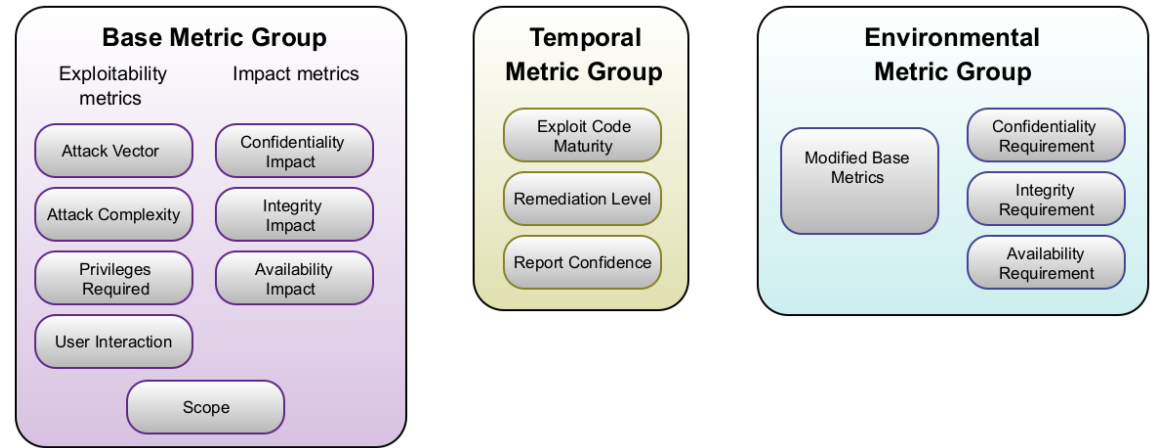 Base Metric Group
Exploitability
metrics
Impact metrics
Attack Vector
Confidentiality
Impact
Attack Complexity
Integrity
Impact
Privileges
Required
Availability
Impact
User Interaction
Scope
Temporal
Metric Group
Exploit Code
Maturity
Remediation Level
Report Confidence
Environmental
Metric Group
Modified Base
Metrics
Confidentiality
Requirement
Integrity
Requirement
Availability
Requirement